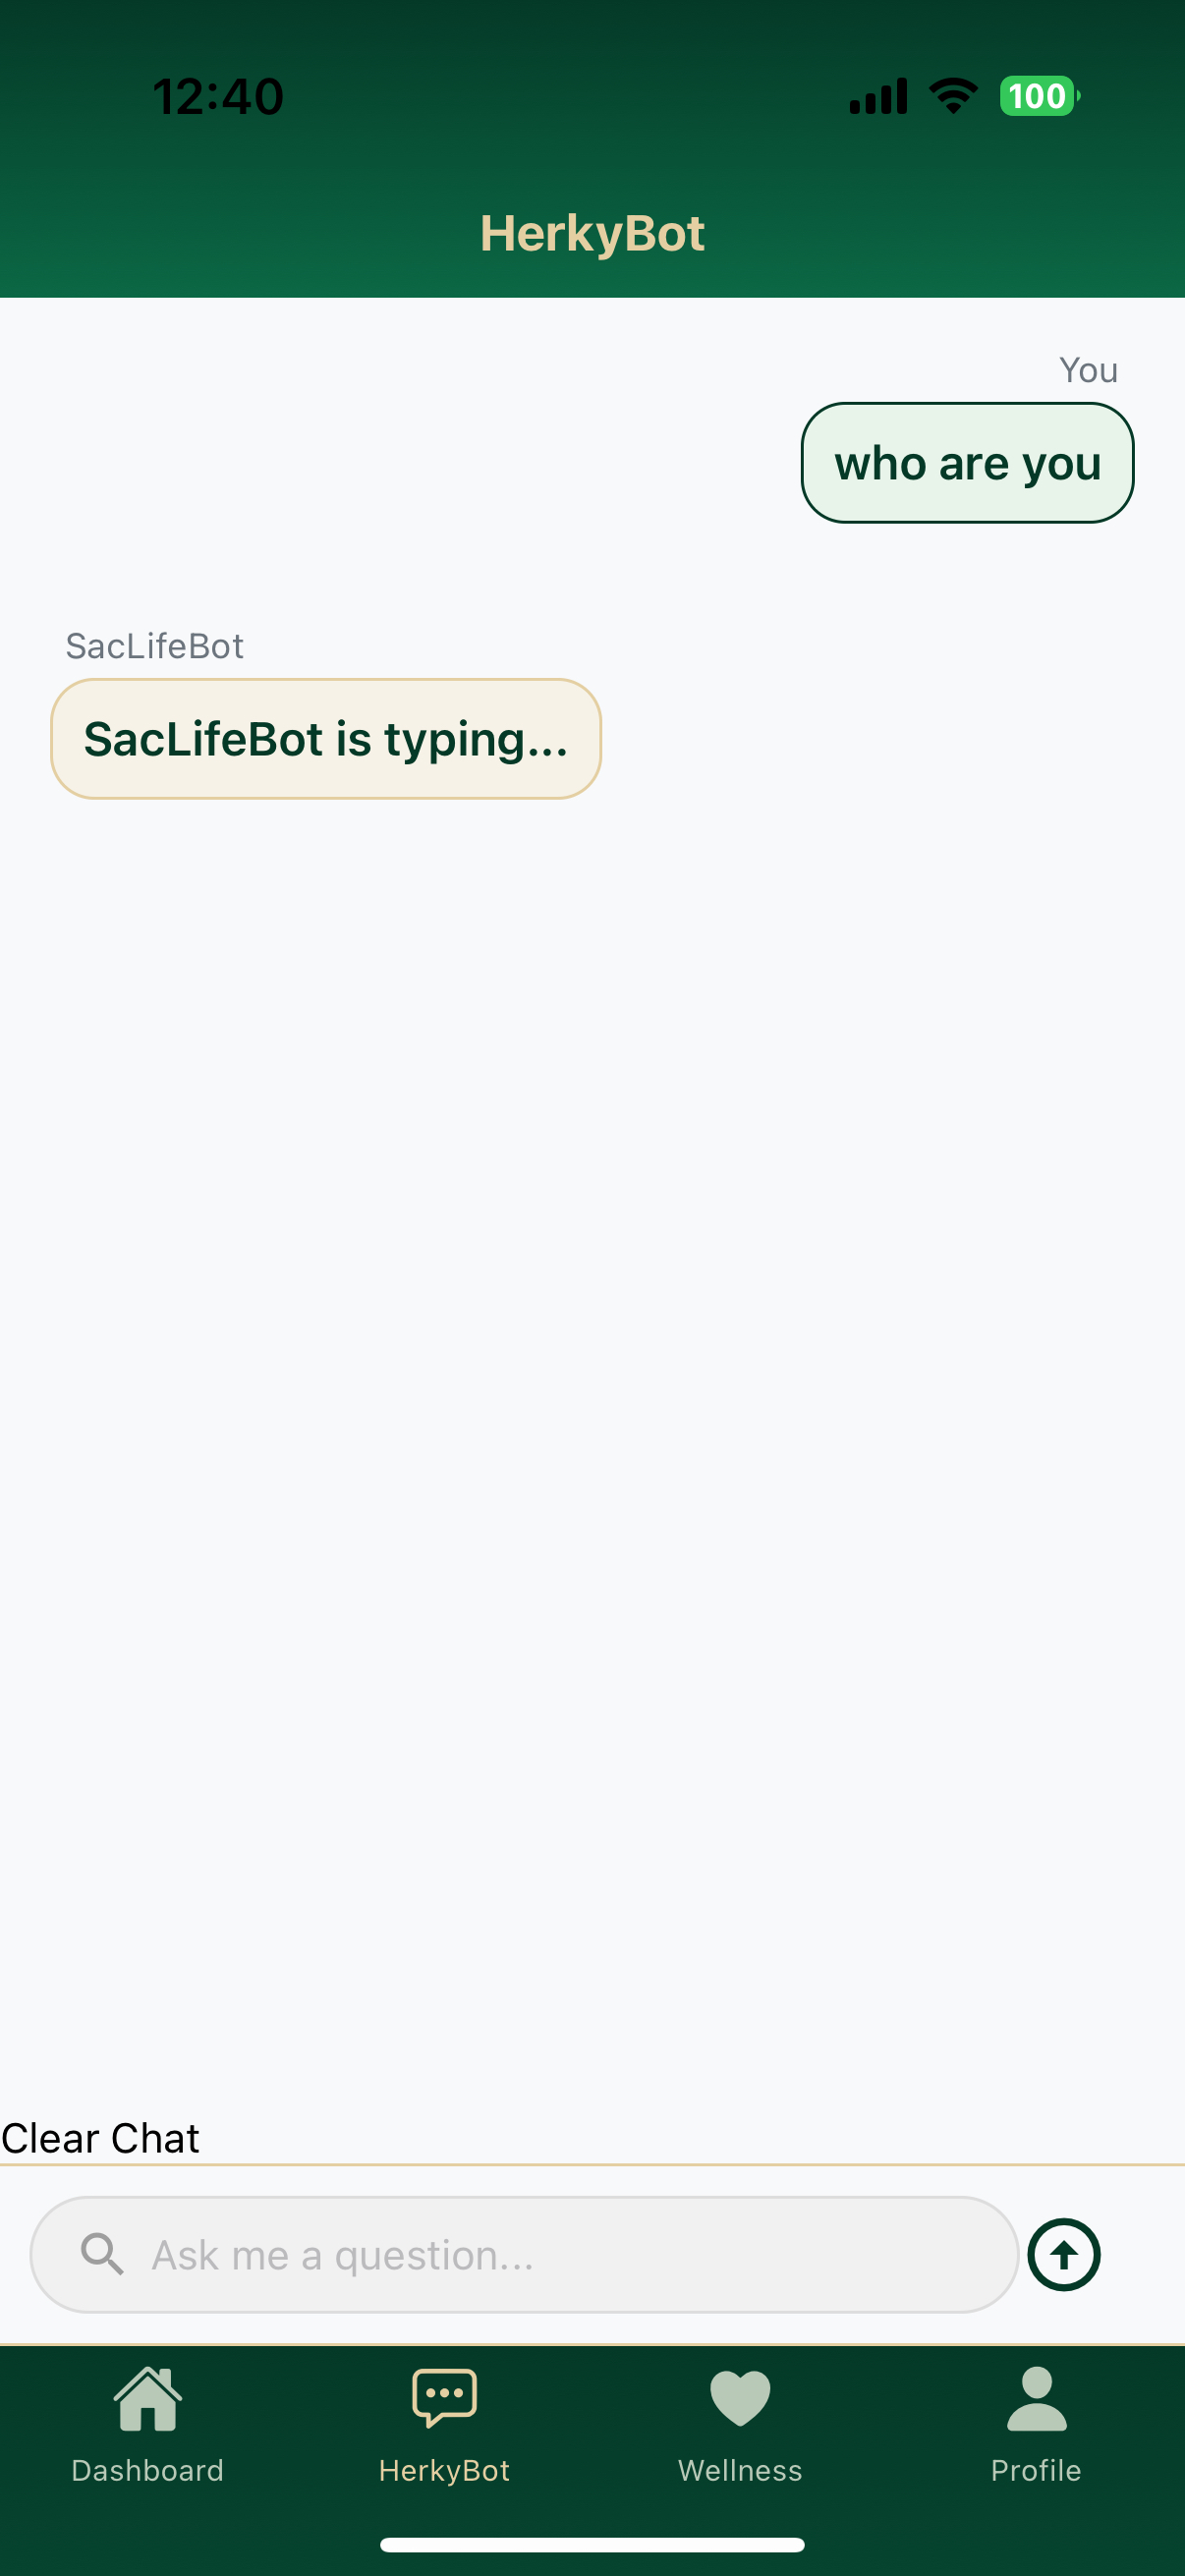 12:40
100
HerkyBot
You
who are you
SacLifeBot
SacLifeBot is typing...
Clear Chat
Ask me a question...
Dashboard
HerkyBot
Wellness
Profile